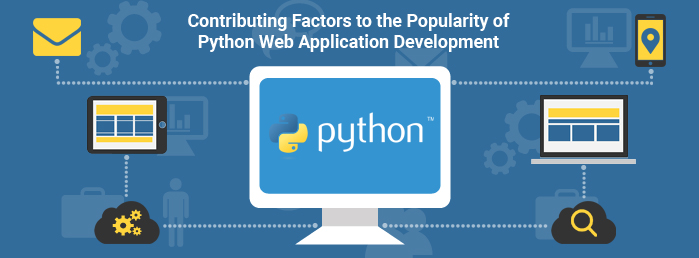 Contributing Factors to the Popularity of
Python Web Application Development
python™